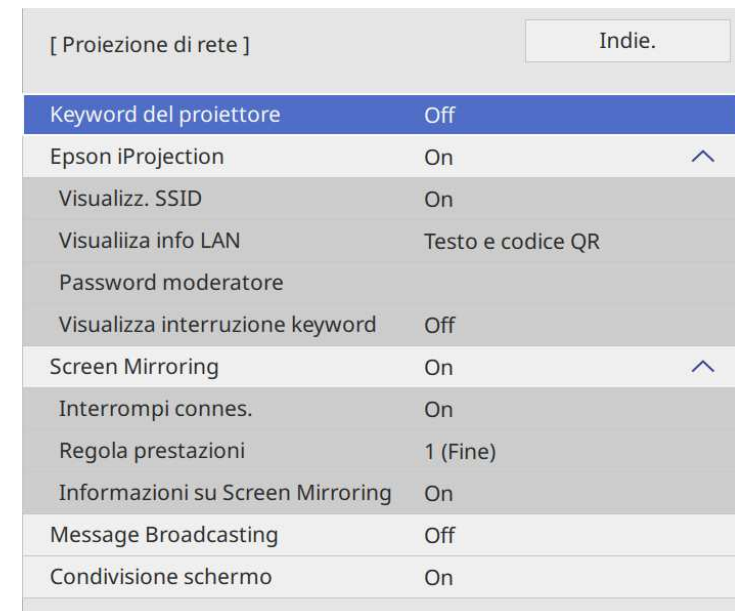 [ Proiezione di rete ] Indie.
Keyword del proiettore Off
Epson iProjection On
Visualizz. SSID On
Visualiiza info LAN Testo e codice QR
Password moderatore
Visualizza interruzione keyword Off
Screen Mirroring On
Interrompi connes. On
Regola prestazioni 1 (Fine)
Informazioni su Screen Mirroring On
Message Broadcasting Off
Condivisione schermo On